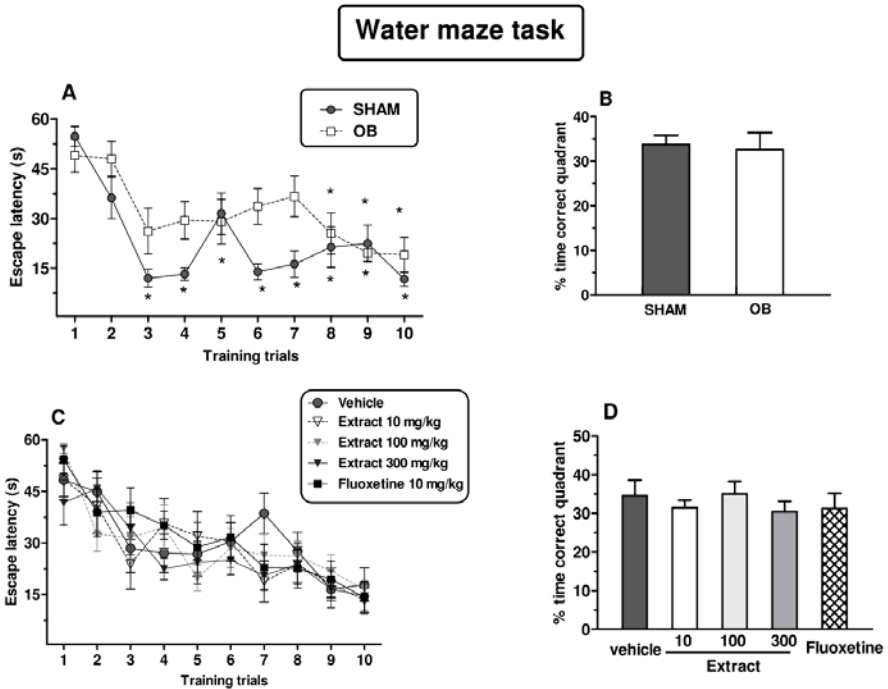 Water maze task
A
SHAM
OB
Escape latency (s)
60
45
30
15
* * * * * * * *
* * *
1 2 3 4 5 6 7 8 9 10
Training trials
B
% time correct quadrant
40
30
20
10
0
SHAM OB
C
Vehicle
Extract 10 mg/kg
Extract 100 mg/kg
Extract 300 mg/kg
Fluoxetine 10 mg/kg
Escape latency (s)
60
45
30
15
1 2 3 4 5 6 7 8 9 10
Training trials
D
% time correct quadrant
50
40
30
20
10
0
vehicle 10 100 300 Fluoxetine
Extract